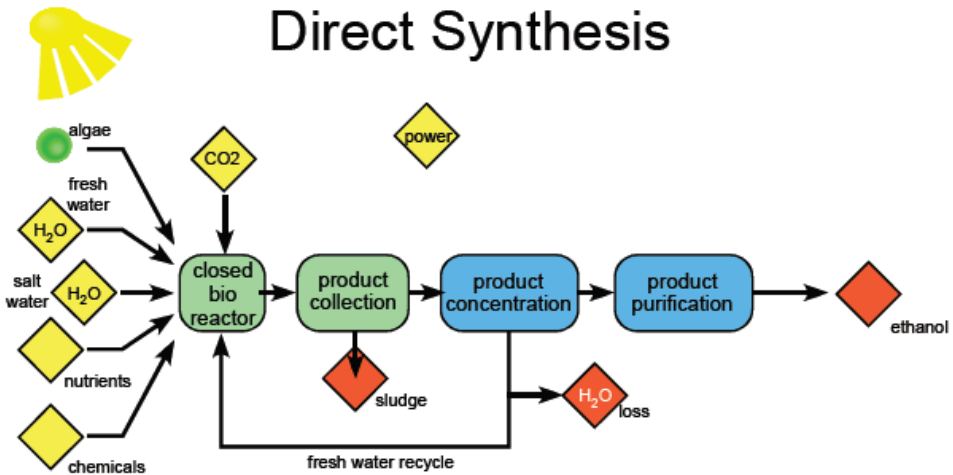 Direct Synthesis
algae
CO2
power
fresh
water
H₂O
salt
water
H₂O
closed
bio
reactor
product
collection
product
concentration
product
purification
ethanol
nutrients
sludge
H₂O
loss
chemicals
fresh water recycle